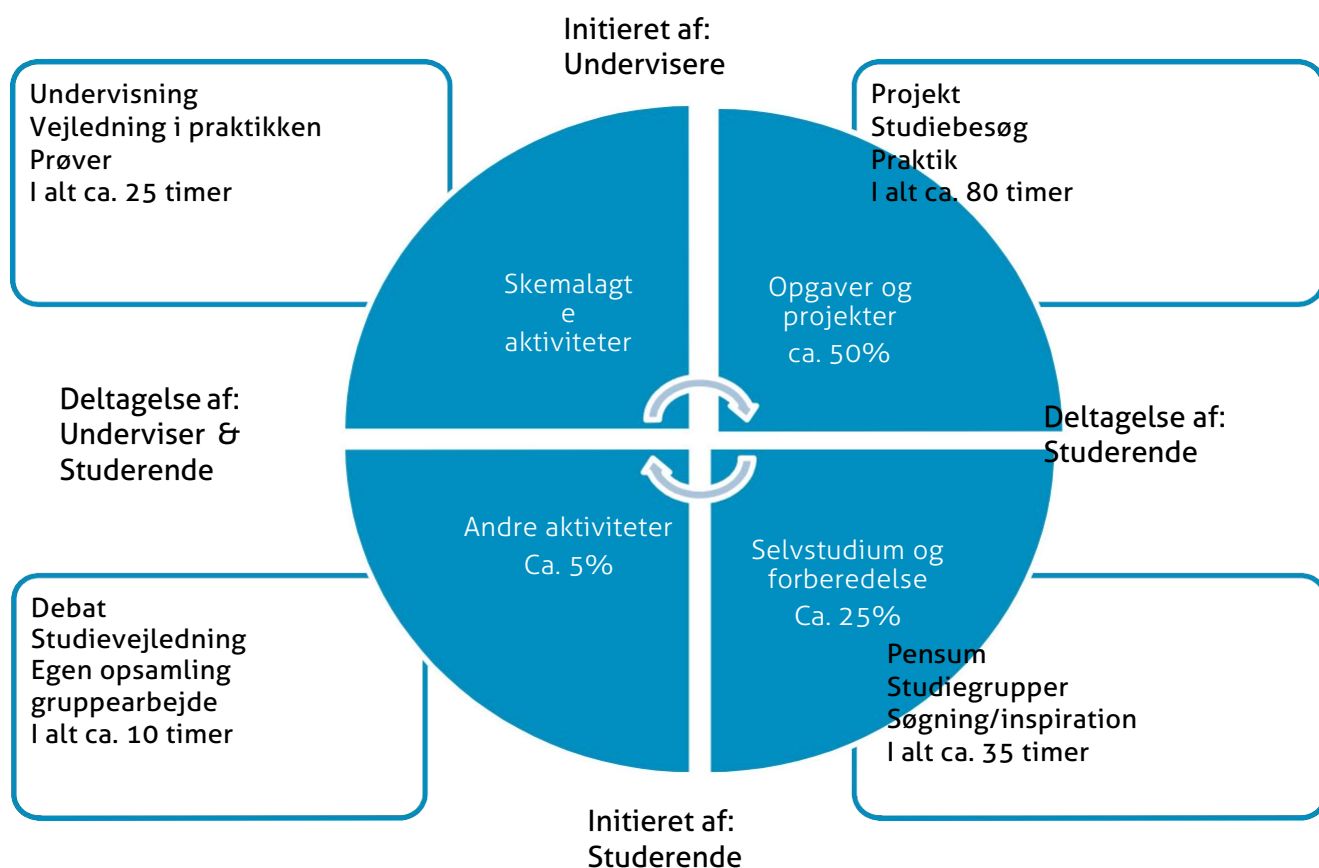 Initieret af:
Undervisere
Undervisning
Vejledning i praktikken
Prøver
I alt ca. 25 timer
Projekt
Studiebesøg
Praktik
I alt ca. 80 timer
Skemalagt
e
aktiviteter
Opgaver og
projekter
ca. 50%
Deltagelse af:
Underviser &
Studerende
Deltagelse af:
Studerende
Andre aktiviteter
Ca. 5%
Selvstudium og
forberedelse
Ca. 25%
Debat
Studievejledning
Egen opsamling
gruppearbejde
I alt ca. 10 timer
Pensum
Studiegrupper
Søgning/inspiration
I alt ca. 35 timer
Initieret af:
Studerende